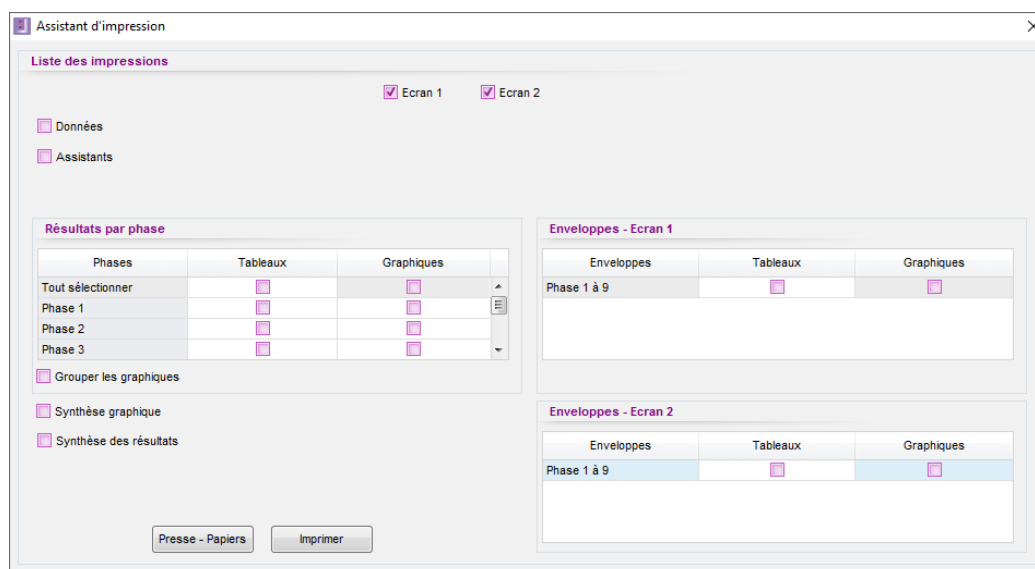 Assistant d'impression
Liste des impressions
Ecran 1 Ecran 2
Données
Assistants
Résultats par phase
Phases Tableaux Graphiques
Tout sélectionner
Phase 1
Phase 2
Phase 3
Grouper les graphiques
Synthèse graphique
Synthèse des résultats
Presse - Papiers Imprimer
Enveloppes - Ecran 1
Enveloppes Tableaux Graphiques
Phase 1 à 9
Enveloppes - Ecran 2
Enveloppes Tableaux Graphiques
Phase 1 à 9